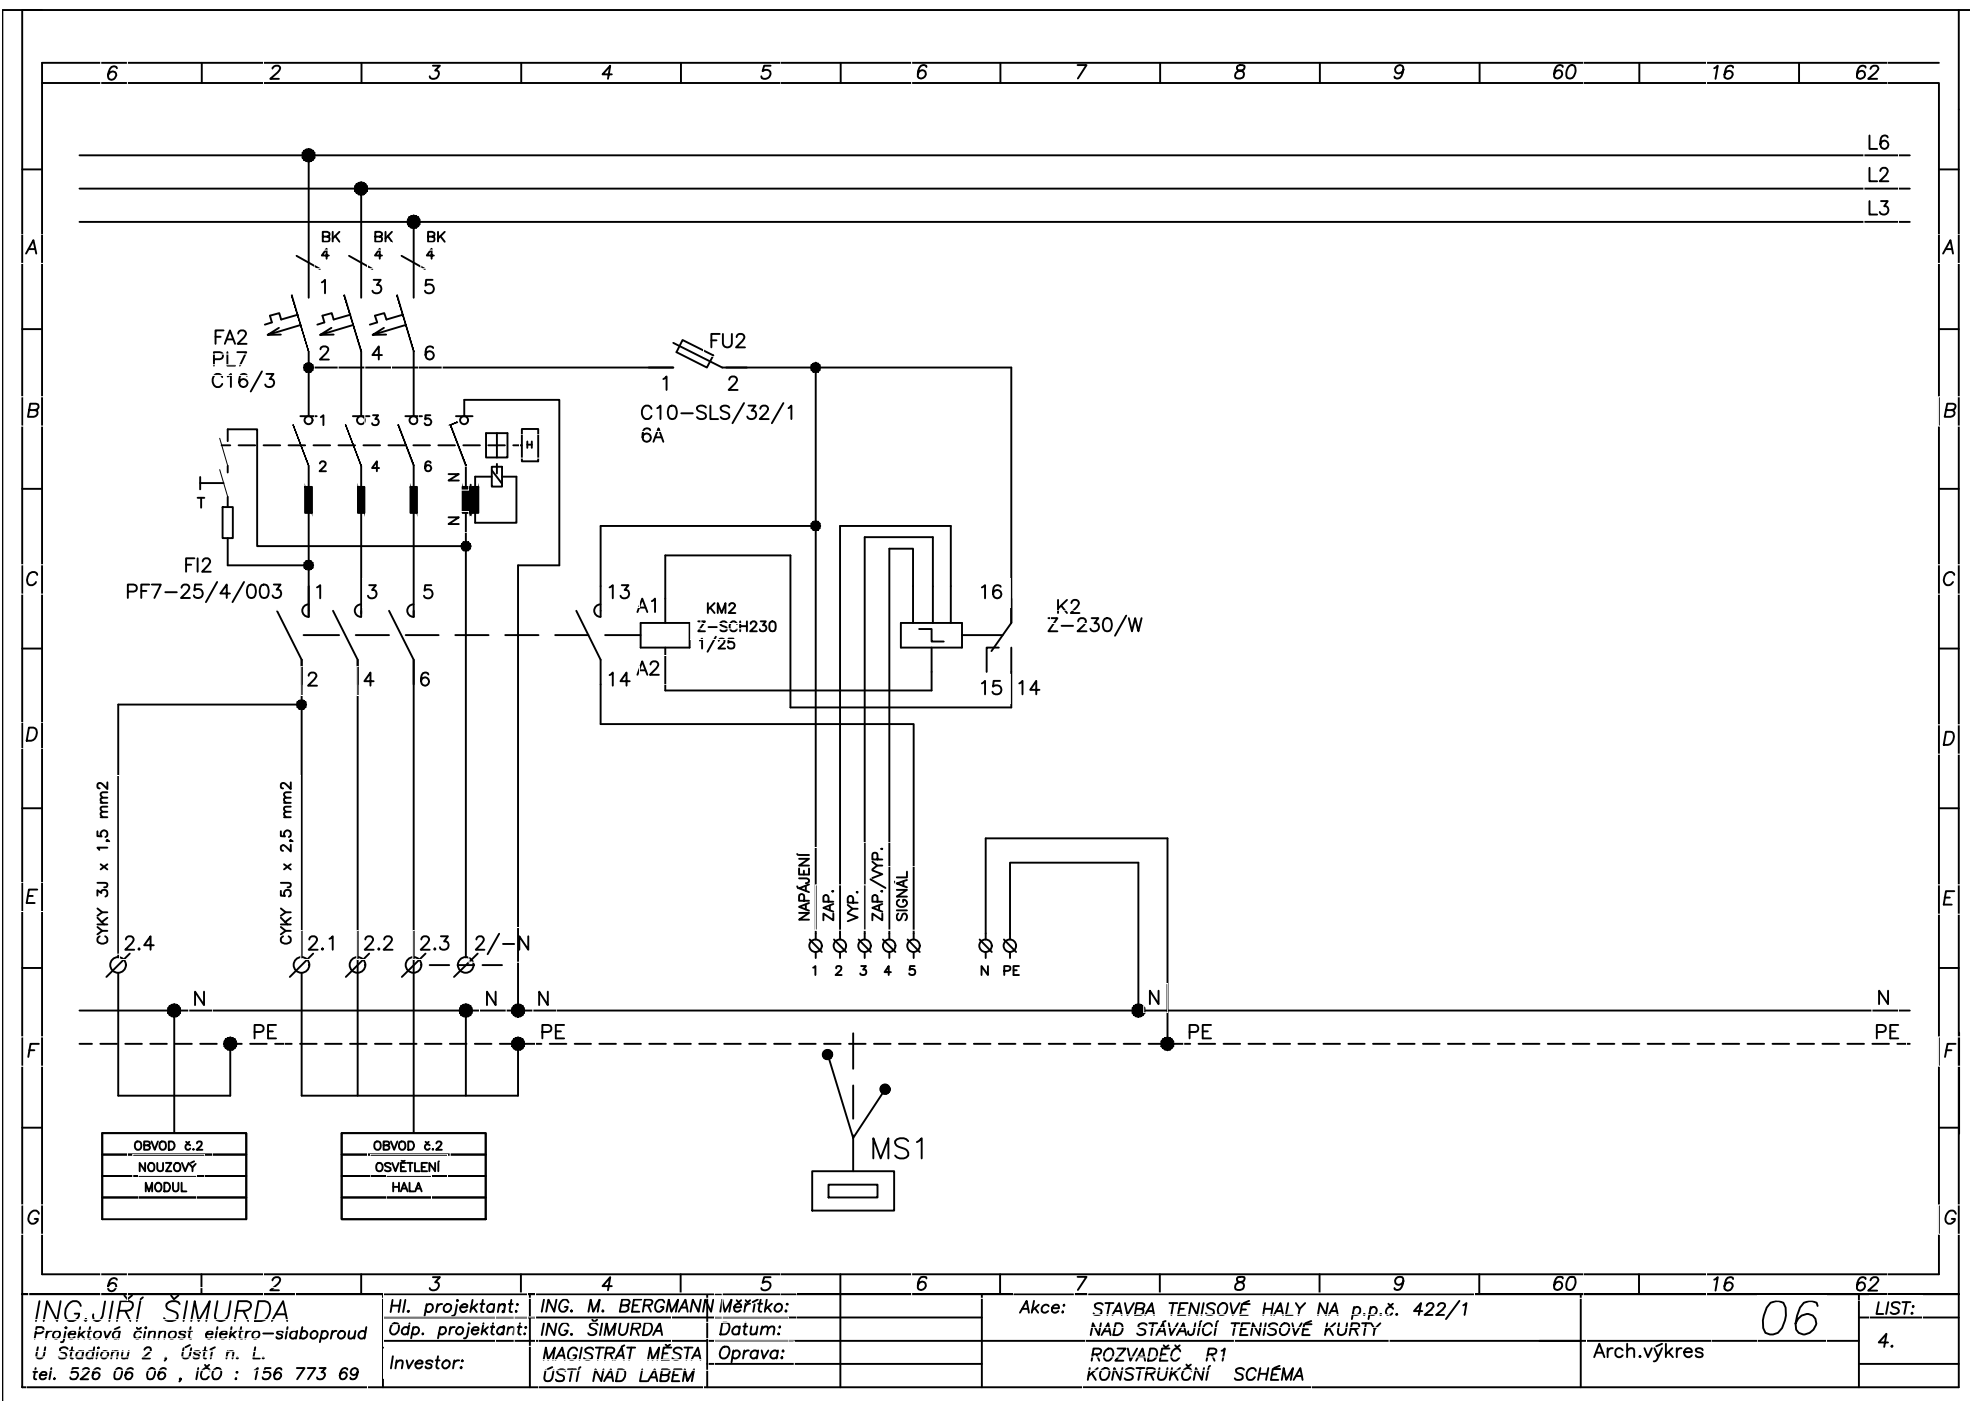 6 2 3 4 5 6 7 8 9 60 16 62
L6
L2
L3
A
A
BK BK BK
4 4 4
1 3 5
FA2
PL7
C16/3
2 4 6
FU2
1 2
C10-SLS/32/1
6A
B
B
1 3 5
H
2 4 6
N
N
T
FI2
PF7-25/4/003
C
C
1 3 5
13
A1
KM2
Z-SCH230
1/25
16
K2
Z-230/W
2 4 6
14
A2
15 14
D
D
CYKY 3J x 1,5 mm2
CYKY 5J x 2,5 mm2
NAPÁJENÍ
ZAP.
VYP.
ZAP./VYP.
SIGNÁL
E
E
2.4 2.1 2.2 2.3 2/-N
1 2 3 4 5 N PE
N N N N N
PE PE PE PE
F
F
MS1
OBVOD č.2
NOUZOVÝ
MODUL
OBVOD č.2
OSVĚTLENÍ
HALA
G
G
6 2 3 4 5 6 7 8 9 60 16 62
ING.JIŘÍ ŠIMURDA
Projektová činnost elektro-slaboproud
U Stadionu 2 , Ústí n. L.
tel. 526 06 06 , IČO : 156 773 69
Hl. projektant: ING. M. BERGMANN
Odp. projektant: ING. ŠIMURDA
Investor: MAGISTRÁT MĚSTA
ÚSTÍ NAD LABEM
Měřítko:
Datum:
Oprava:
Akce: STAVBA TENISOVÉ HALY NA p.p.č. 422/1
NAD STÁVAJÍCÍ TENISOVÉ KURTY
ROZVADĚČ R1
KONSTRUKČNÍ SCHÉMA
06
Arch.výkres
LIST:
4.